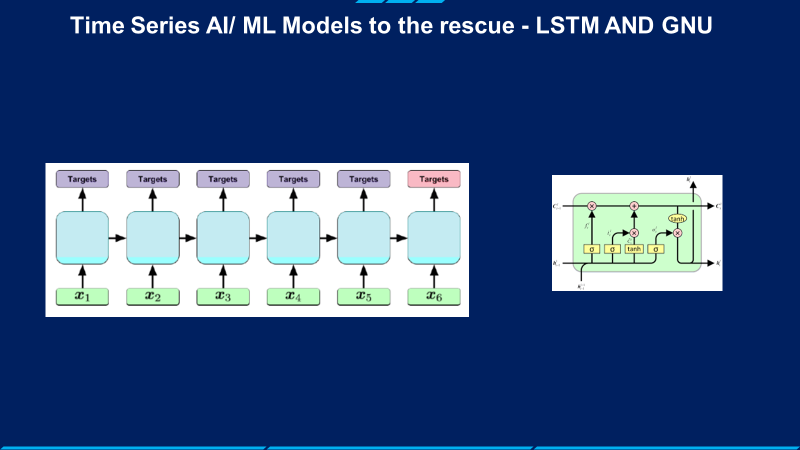 Time Series AI/ ML Models to the rescue - LSTM AND GNU
Targets Targets Targets Targets Targets Targets
x1 x2 x3 x4 x5 x6
tanh
σ σ tanh σ